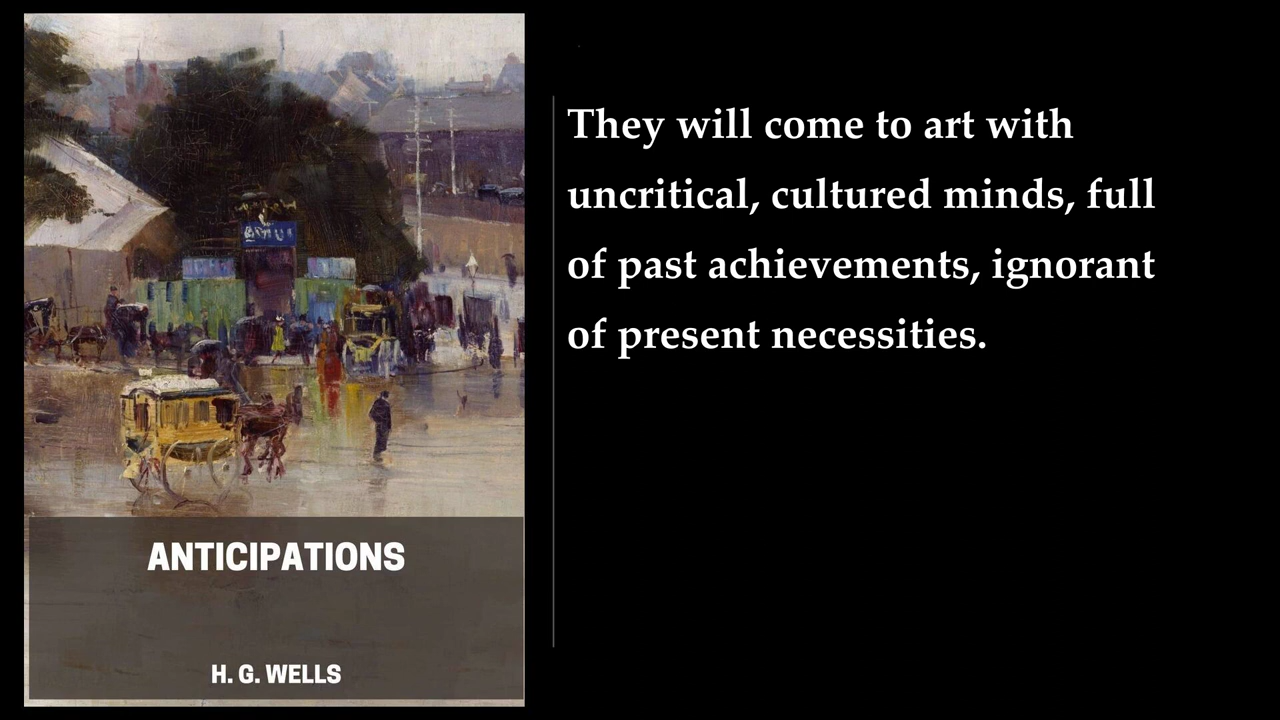 They will come to art with
uncritical, cultured minds, full
of past achievements, ignorant
of present necessities.
ANTICIPATIONS
H. G. WELLS